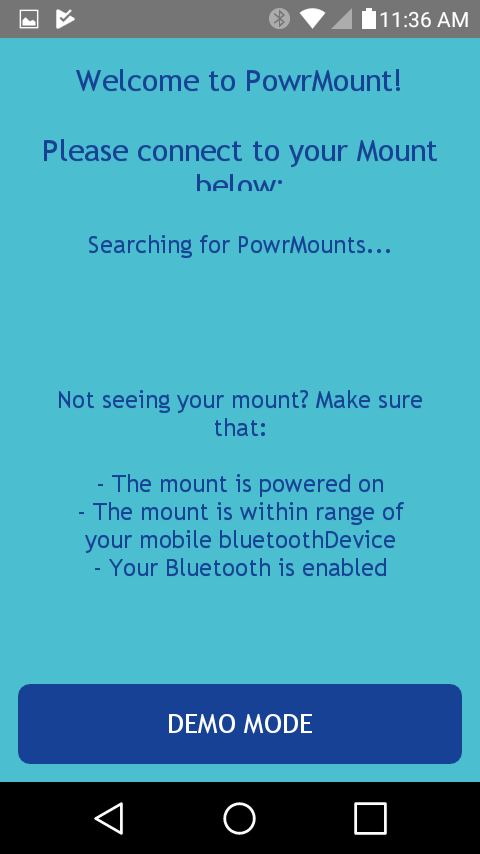 11:36 AM
Welcome to PowrMount!
Please connect to your Mount
below:
Searching for PowrMounts...
Not seeing your mount? Make sure
that:
- The mount is powered on
- The mount is within range of
your mobile bluetoothDevice
- Your Bluetooth is enabled
DEMO MODE